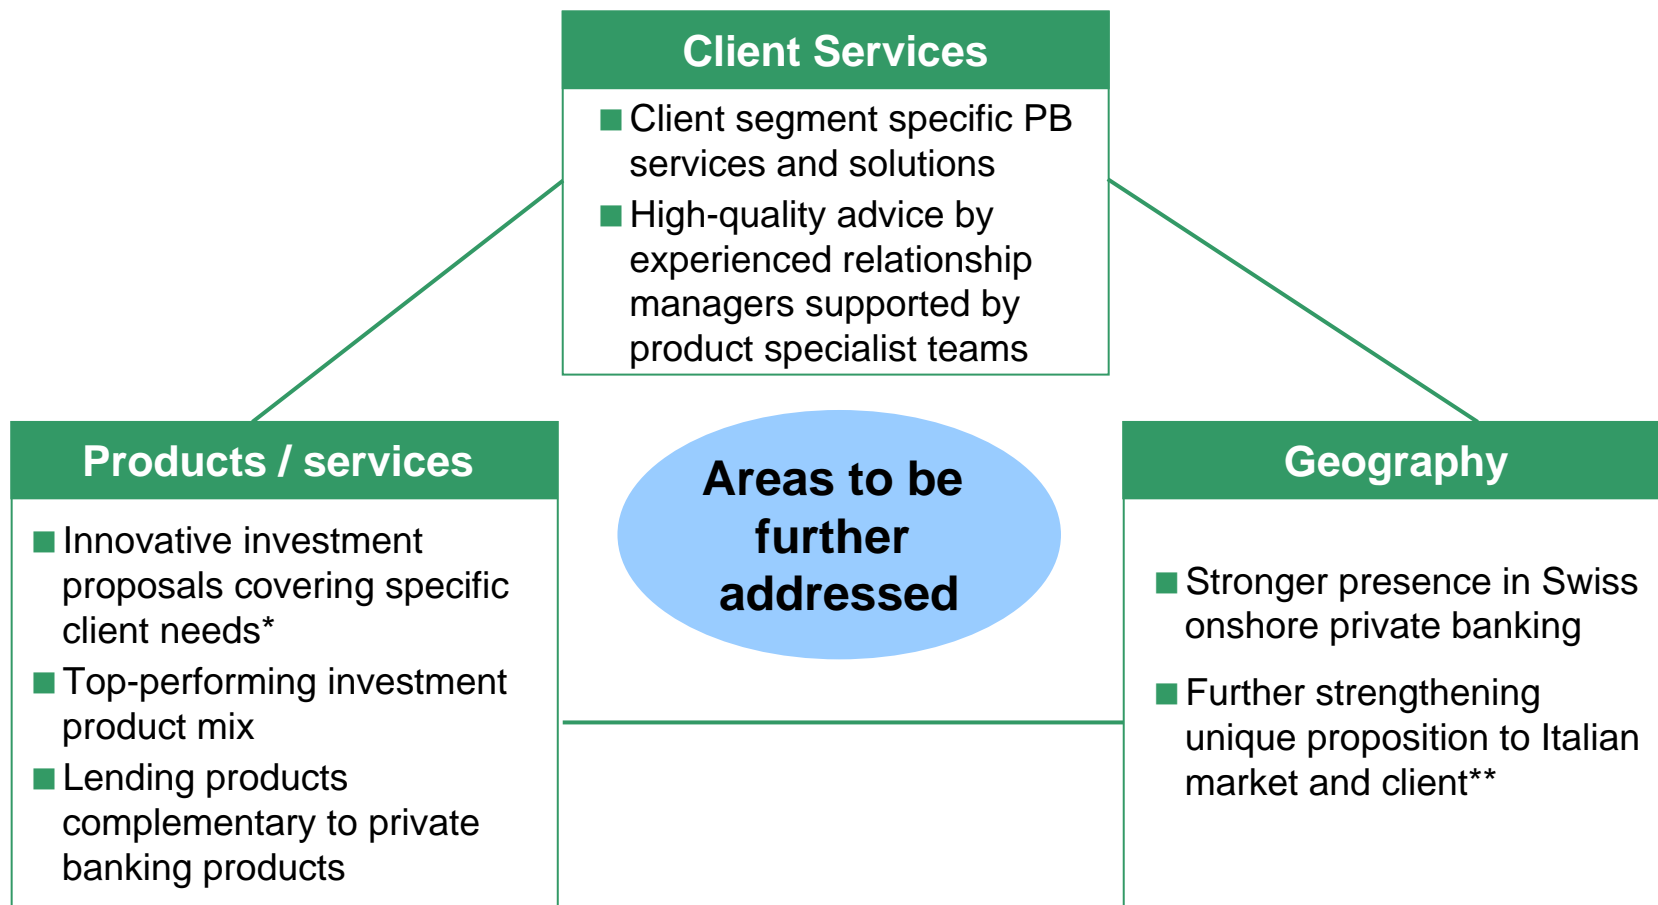 Client Services
Client segment specific PB
services and solutions
High-quality advice by
experienced relationship
managers supported by
product specialist teams
Products / services
Innovative investment
proposals covering specific
client needs*
Top-performing investment
product mix
Lending products
complementary to private
banking products
Areas to be
further
addressed
Geography
Stronger presence in Swiss
onshore private banking
Further strengthening
unique proposition to Italian
market and client**